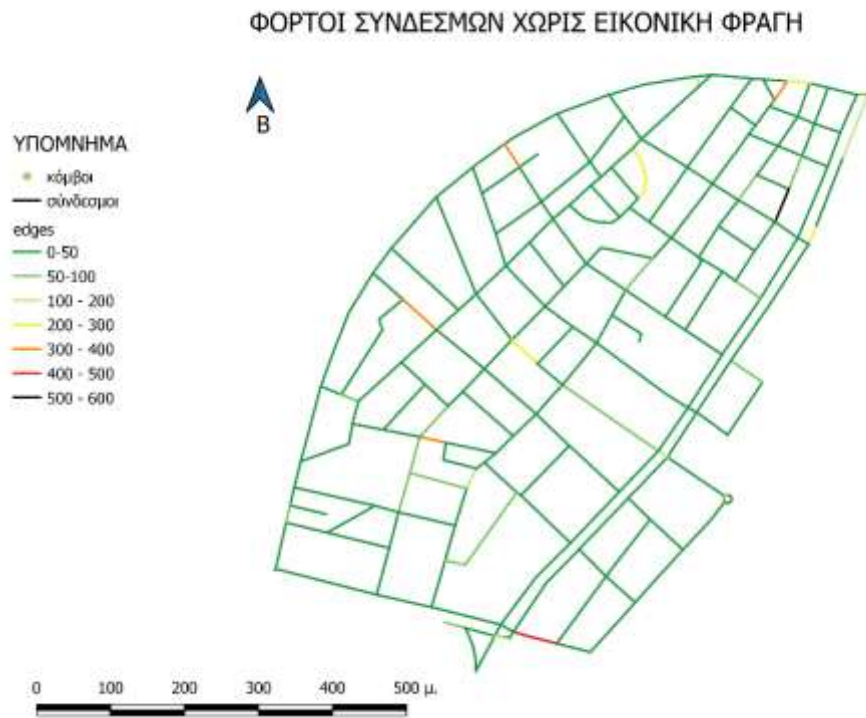 ΦΟΡΤΟΙ ΣΥΝΔΕΣΜΩΝ ΧΩΡΙΣ ΕΙΚΟΝΙΚΗ ΦΡΑΓΗ
Β
ΥΠΟΜΝΗΜΑ
κόμβοι
σύνδεσμοι
edges
0-50
50-100
100 - 200
200 - 300
300 - 400
400 - 500
500 - 600
0 100 200 300 400 500 μ.